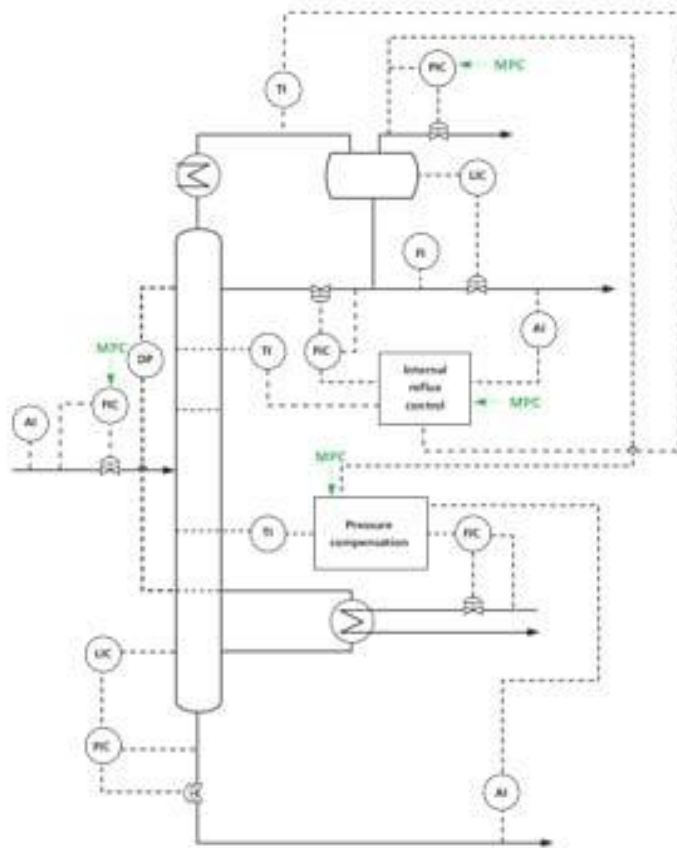 PIC
MPC
TI
LIC
FI
MPC
DP
TI
FIC
AI
Internal
reflux
control
FIC
MPC
AI
MPC
TI
Pressure
compensation
FIC
LIC
FIC
AI